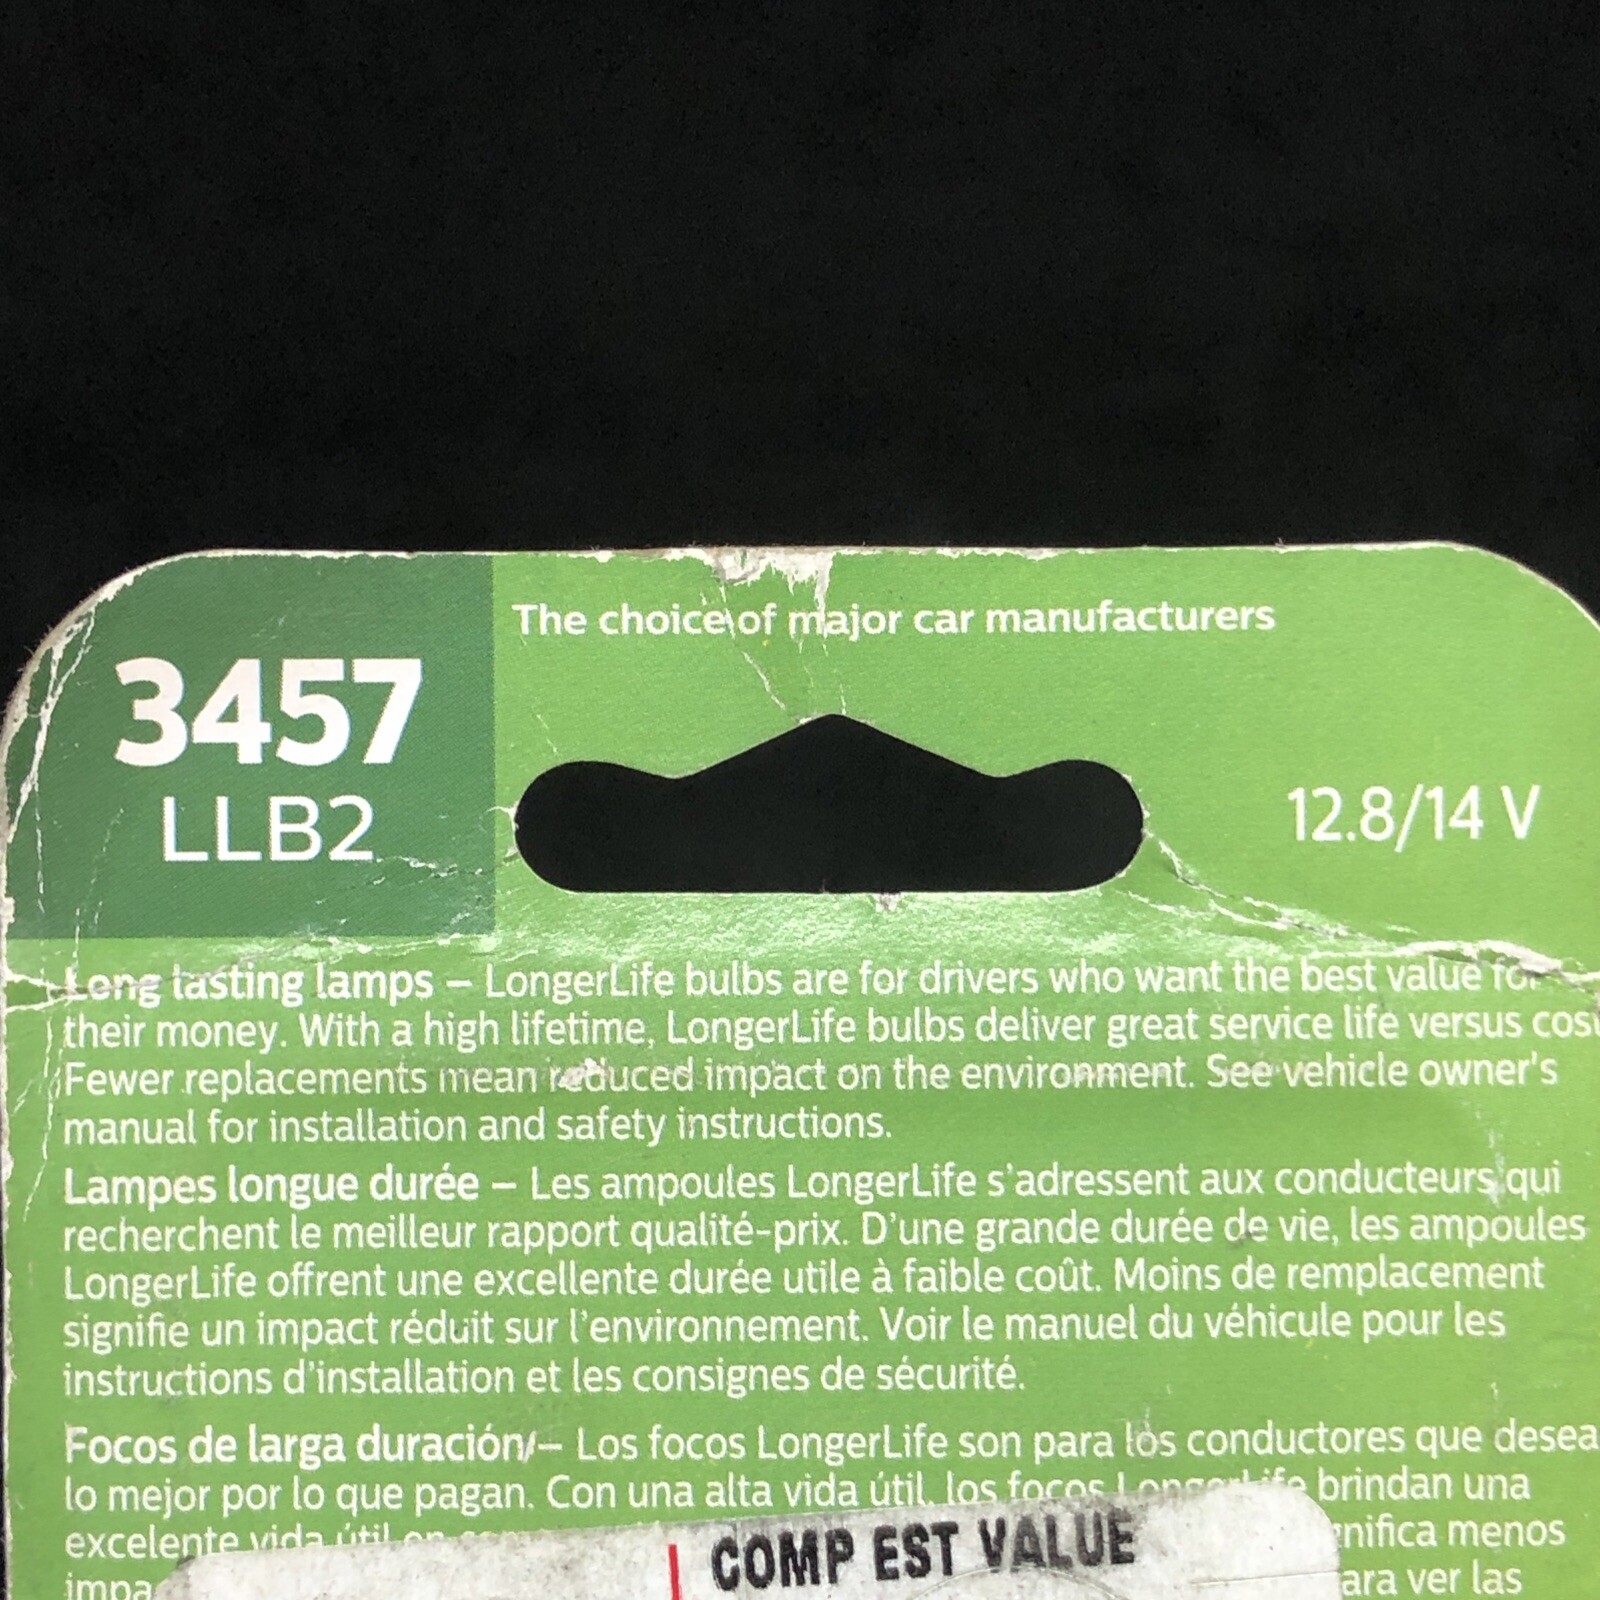 The choice of major car manufacturers
3457
LLB2
12.8/14 V
Long lasting lamps – LongerLife bulbs are for drivers who want the best value for
their money. With a high lifetime, LongerLife bulbs deliver great service life versus cost
Fewer replacements mean reduced impact on the environment. See vehicle owner's
manual for installation and safety instructions.
Lampes longue durée – Les ampoules LongerLife s'adressent aux conducteurs qui
recherchent le meilleur rapport qualité-prix. D'une grande durée de vie, les ampoules
LongerLife offrent une excellente durée utile à faible coût. Moins de remplacement
signifie un impact réduit sur l'environnement. Voir le manuel du véhicule pour les
instructions d'installation et les consignes de sécurité.
Focos de larga duración – Los focos LongerLife son para los conductores que desea
lo mejor por lo que pagan. Con una alta vida útil, los focos LongerLife brindan una
excelente vida útil en menos
ver las
COMP EST VALUE